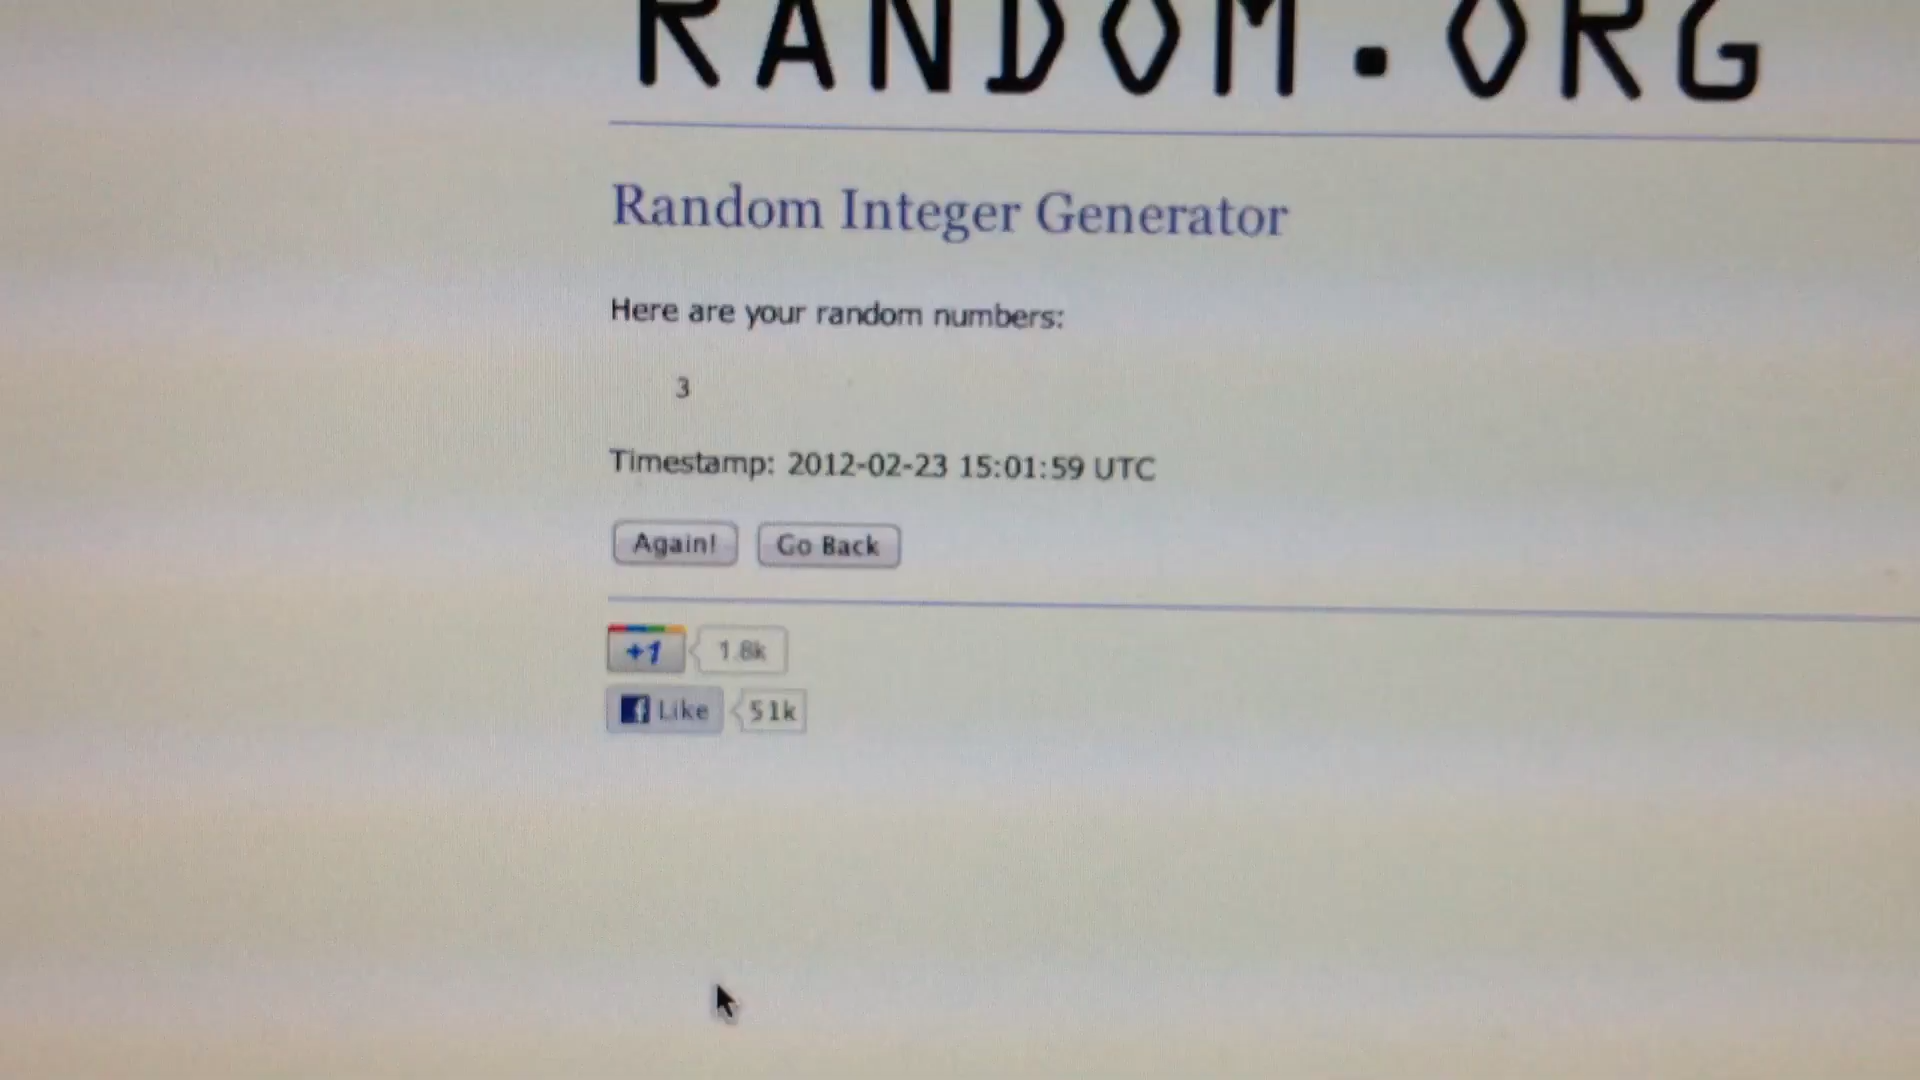 RANDOM.ORG
Random Integer Generator
Here are your random numbers:
3
Timestamp: 2012-02-23 15:01:59 UTC
Again! Go Back
+1 1.8k
Like 51k